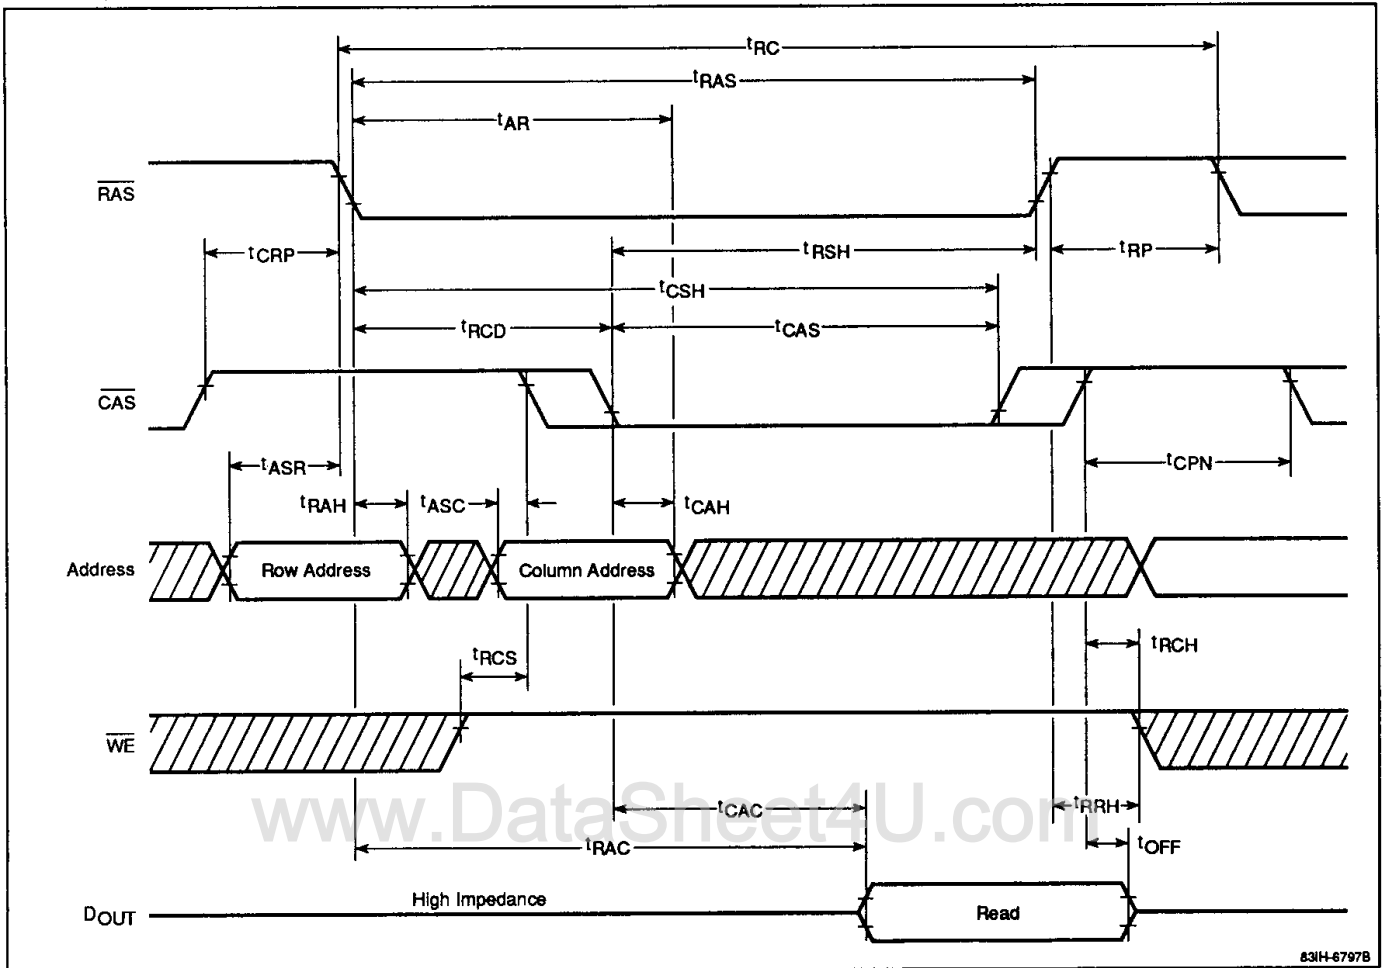 tRC
tRAS
tAR
RAS
tCRP
tRSH
tRP
tCSH
tRCD
tCAS
CAS
tASR
tCPN
tRAH
tASC
tCAH
Address
Row Address
Column Address
tRCS
tRCH
WE
www.DataSheet4U.com
tCAC
tRRH
tRAC
tOFF
High Impedance
DOUT
Read
83IH-6797B